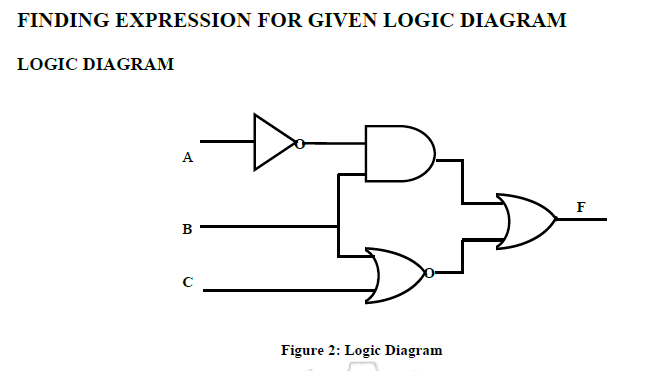 FINDING EXPRESSION FOR GIVEN LOGIC DIAGRAM
LOGIC DIAGRAM
A
B
C
F
Figure 2: Logic Diagram